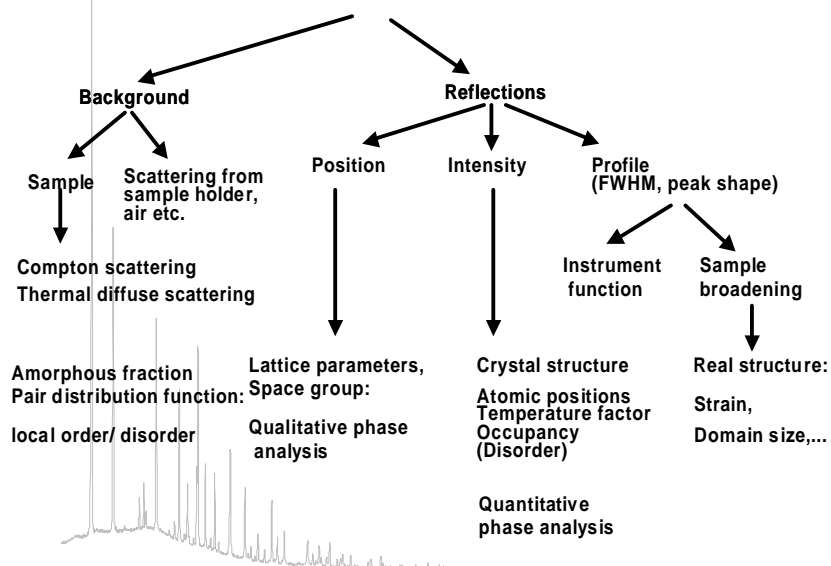 Background
Reflections
Sample
Scattering from
sample holder,
air etc.
Position
Intensity
Profile
(FWHM, peak shape)
Compton scattering
Thermal diffuse scattering
Instrument
function
Sample
broadening
Amorphous fraction
Pair distribution function:
local order/ disorder
Lattice parameters,
Space group:
Qualitative phase
analysis
Crystal structure
Atomic positions
Temperature factor
Occupancy
(Disorder)
Quantitative
phase analysis
Real structure:
Strain,
Domain size,...